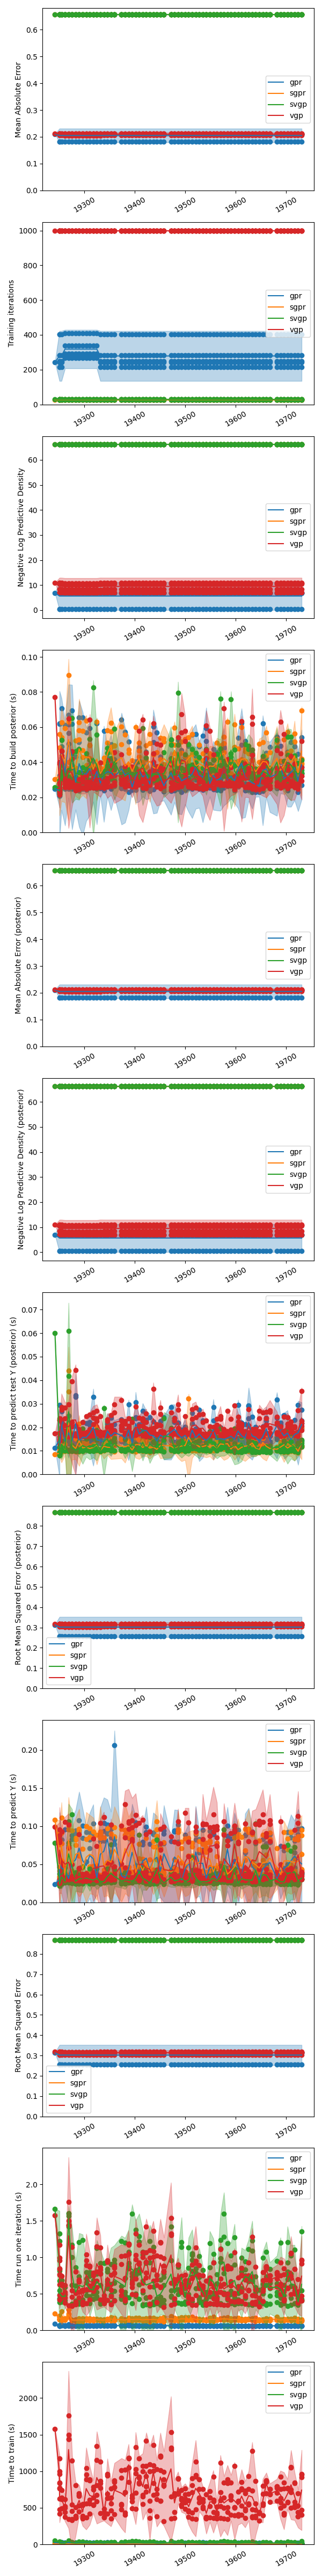 Mean Absolute Error
0.6
0.5
0.4
0.3
0.2
0.1
0.0
gpr
sgpr
svgp
vgp
19300
19400
19500
19600
19700
Training iterations
1000
800
600
400
200
0
gpr
sgpr
svgp
vgp
19300
19400
19500
19600
19700
Negative Log Predictive Density
60
50
40
30
20
10
0
gpr
sgpr
svgp
vgp
19300
19400
19500
19600
19700
Time to build posterior (s)
0.10
0.08
0.06
0.04
0.02
0.00
gpr
sgpr
svgp
vgp
19300
19400
19500
19600
19700
Mean Absolute Error (posterior)
0.6
0.5
0.4
0.3
0.2
0.1
0.0
gpr
sgpr
svgp
vgp
19300
19400
19500
19600
19700
Negative Log Predictive Density (posterior)
60
50
40
30
20
10
0
gpr
sgpr
svgp
vgp
19300
19400
19500
19600
19700
Time to predict test Y (posterior) (s)
0.07
0.06
0.05
0.04
0.03
0.02
0.01
0.00
gpr
sgpr
svgp
vgp
19300
19400
19500
19600
19700
Root Mean Squared Error (posterior)
0.8
0.7
0.6
0.5
0.4
0.3
0.2
0.1
0.0
gpr
sgpr
svgp
vgp
19300
19400
19500
19600
19700
Time to predict Y (s)
0.20
0.15
0.10
0.05
0.00
gpr
sgpr
svgp
vgp
19300
19400
19500
19600
19700
Root Mean Squared Error
0.8
0.7
0.6
0.5
0.4
0.3
0.2
0.1
0.0
gpr
sgpr
svgp
vgp
19300
19400
19500
19600
19700
Time run one iteration (s)
2.0
1.5
1.0
0.5
0.0
gpr
sgpr
svgp
vgp
19300
19400
19500
19600
19700
Time to train (s)
2000
1500
1000
500
0
gpr
sgpr
svgp
vgp
19300
19400
19500
19600
19700